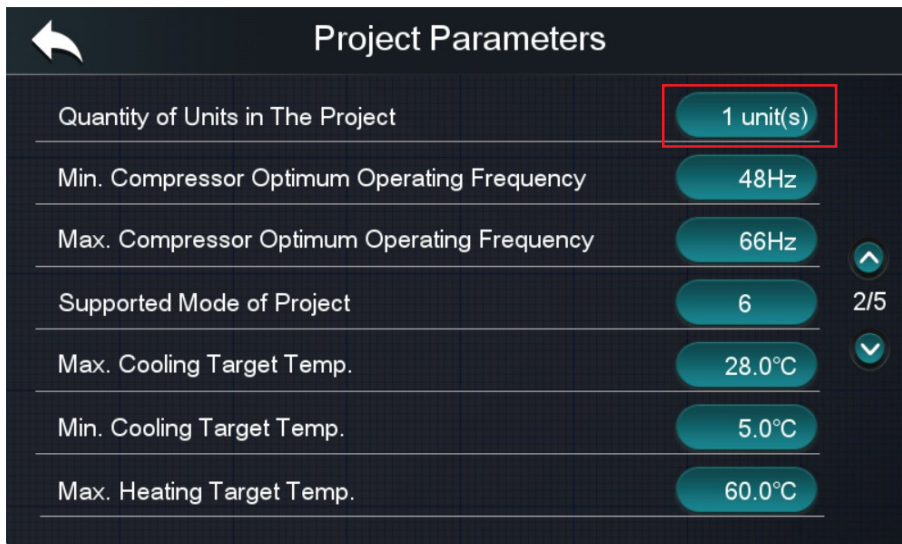 Project Parameters
Quantity of Units in The Project 1 unit(s)
Min. Compressor Optimum Operating Frequency 48Hz
Max. Compressor Optimum Operating Frequency 66Hz
Supported Mode of Project 6 2/5
Max. Cooling Target Temp. 28.0°C
Min. Cooling Target Temp. 5.0°C
Max. Heating Target Temp. 60.0°C